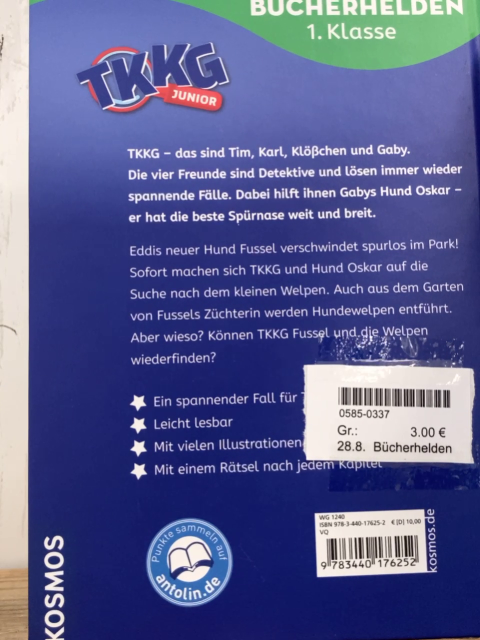 BÜCHERHELDEN
1. Klasse
TKKG
JUNIOR
TKKG – das sind Tim, Karl, Klößchen und Gaby.
Die vier Freunde sind Detektive und lösen immer wieder
spannende Fälle. Dabei hilft ihnen Gabys Hund Oskar –
er hat die beste Spürnase weit und breit.
Eddis neuer Hund Fussel verschwindet spurlos im Park!
Sofort machen sich TKKG und Hund Oskar auf die
Suche nach dem kleinen Welpen. Auch aus dem Garten
von Fussels Züchterin werden Hundewelpen entführt.
Aber wieso? Können TKKG Fussel und die Welpen
wiederfinden?
Ein spannender Fall für
Leicht lesbar
Mit vielen Illustrationen
Mit einem Rätsel nach jedem Kapitel
0585-0337
Gr.: 3.00 €
28.8. Bücherhelden
WG 1240
ISBN 978-3-440-17625-2 € [D] 10,00
VQ
9 783440 176252
kosmos.de
Punkte sammeln auf
antolin.de
KOSMOS